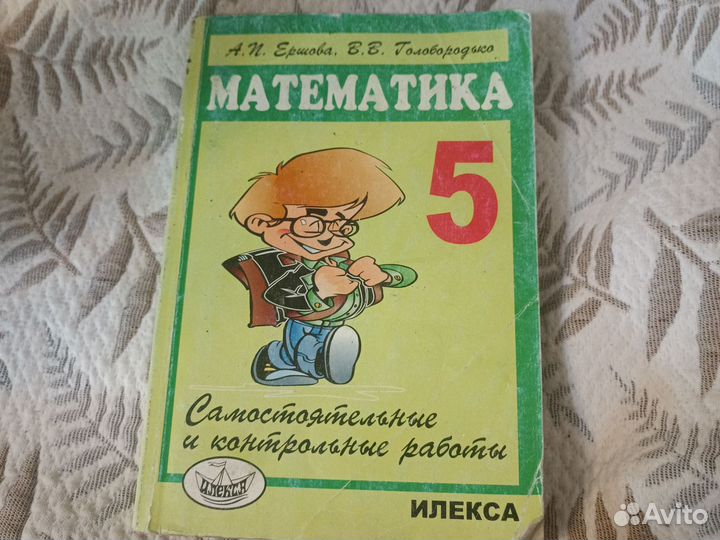 А.П. Ершова, В.В. Голобородько
МАТЕМАТИКА
5
Самостоятельные
и контрольные работы
ИЛЕКСА
ИЛЕКСА
Avito